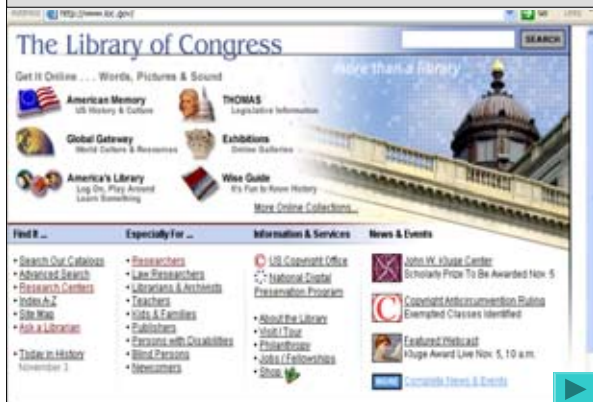 http://www.loc.gov/
The Library of Congress
SEARCH
more than a library
Get It Online . . . Words, Pictures & Sound
American Memory
US History & Culture
THOMAS
Legislative Information
Global Gateway
World Culture & Resources
Exhibitions
Online Galleries
America's Library
Log On, Play Around
Learn Something
Wise Guide
It's Fun to Know History
More Online Collections...
Find It ...
• Search Our Catalogs
• Advanced Search
• Research Centers
• Index A-Z
• Site Map
• Ask a Librarian
• Today in History
November 3
Especially For ...
• Researchers
• Law Researchers
• Librarians & Archivists
• Teachers
• Kids & Families
• Publishers
• Persons with Disabilities
• Blind Persons
• Newcomers
Information & Services
© US Copyright Office
National Digital
Preservation Program
• About the Library
• Visit / Tour
• Philanthropy
• Jobs / Fellowships
• Shop
News & Events
John W. Kluge Center
Scholarly Prize To Be Awarded Nov. 5
C
Copyright Anticircumvention Ruling
Exempted Classes Identified
Featured Webcast
Kluge Award Live Nov. 5, 10 a.m.
MORE Complete News & Events